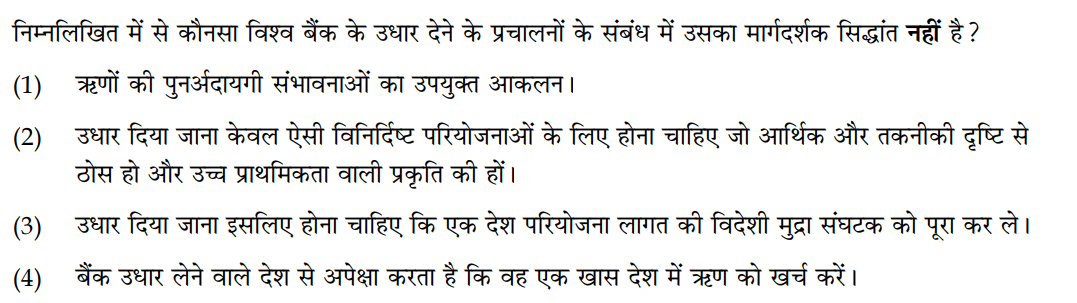 निम्नलिखित में से कौनसा विश्व बैंक के उधार देने के प्रचालनों के संबंध में उसका मार्गदर्शक सिद्धांत नहीं है ?
(1) ऋणों की पुनर्अदायगी संभावनाओं का उपयुक्त आकलन।
(2) उधार दिया जाना केवल ऐसी विनिर्दिष्ट परियोजनाओं के लिए होना चाहिए जो आर्थिक और तकनीकी दृष्टि से
ठोस हो और उच्च प्राथमिकता वाली प्रकृति की हों।
(3) उधार दिया जाना इसलिए होना चाहिए कि एक देश परियोजना लागत की विदेशी मुद्रा संघटक को पूरा कर ले।
(4) बैंक उधार लेने वाले देश से अपेक्षा करता है कि वह एक खास देश में ऋण को खर्च करें।